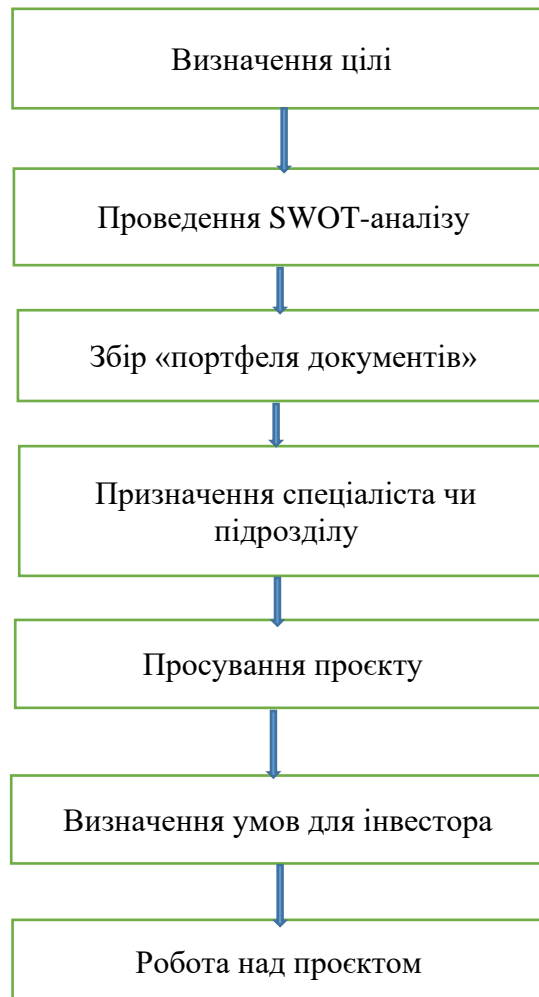 Визначення цілі
Проведення SWOT-аналізу
Збір «портфеля документів»
Призначення спеціаліста чи
підрозділу
Просування проєкту
Визначення умов для інвестора
Робота над проєктом